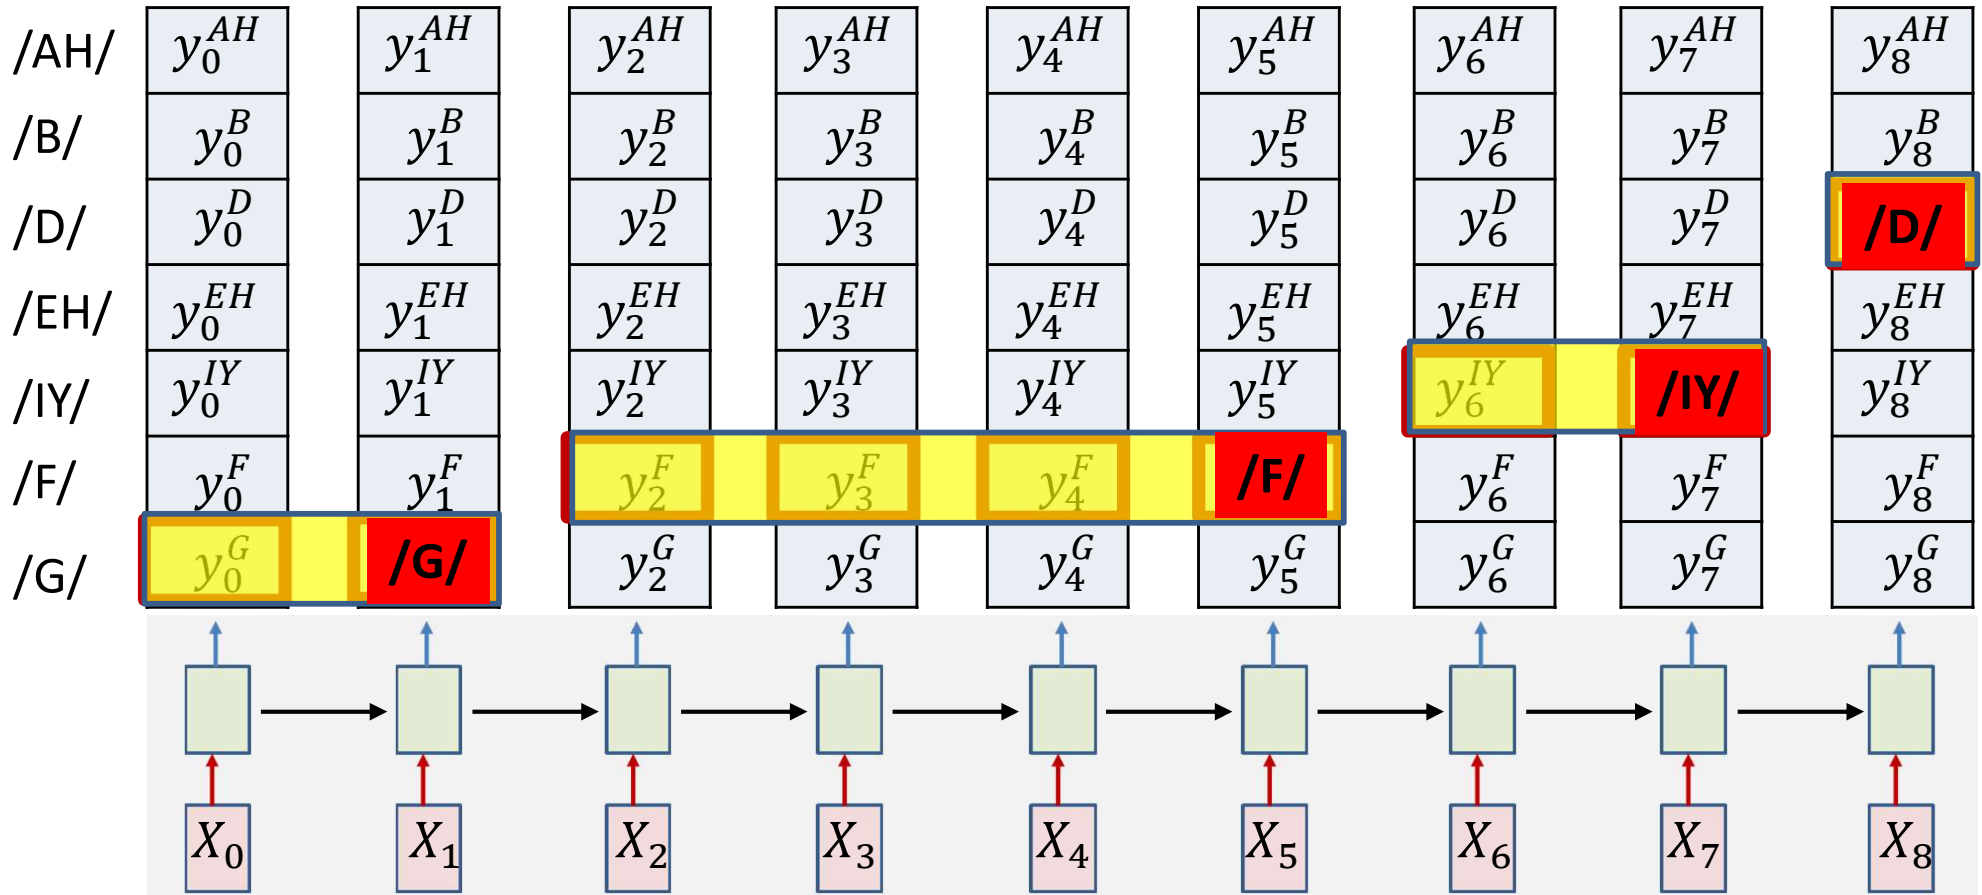 /AH/ y_0^{AH} y_1^{AH} y_2^{AH} y_3^{AH} y_4^{AH} y_5^{AH} y_6^{AH} y_7^{AH} y_8^{AH}
/B/ y_0^B y_1^B y_2^B y_3^B y_4^B y_5^B y_6^B y_7^B y_8^B
/D/ y_0^D y_1^D y_2^D y_3^D y_4^D y_5^D y_6^D y_7^D /D/
/EH/ y_0^{EH} y_1^{EH} y_2^{EH} y_3^{EH} y_4^{EH} y_5^{EH} y_6^{EH} y_7^{EH} y_8^{EH}
/IY/ y_0^{IY} y_1^{IY} y_2^{IY} y_3^{IY} y_4^{IY} y_5^{IY} y_6^{IY} /IY/ y_8^{IY}
/F/ y_0^F y_1^F y_2^F y_3^F y_4^F /F/ y_6^F y_7^F y_8^F
/G/ y_0^G /G/ y_2^G y_3^G y_4^G y_5^G y_6^G y_7^G y_8^G
X_0 X_1 X_2 X_3 X_4 X_5 X_6 X_7 X_8